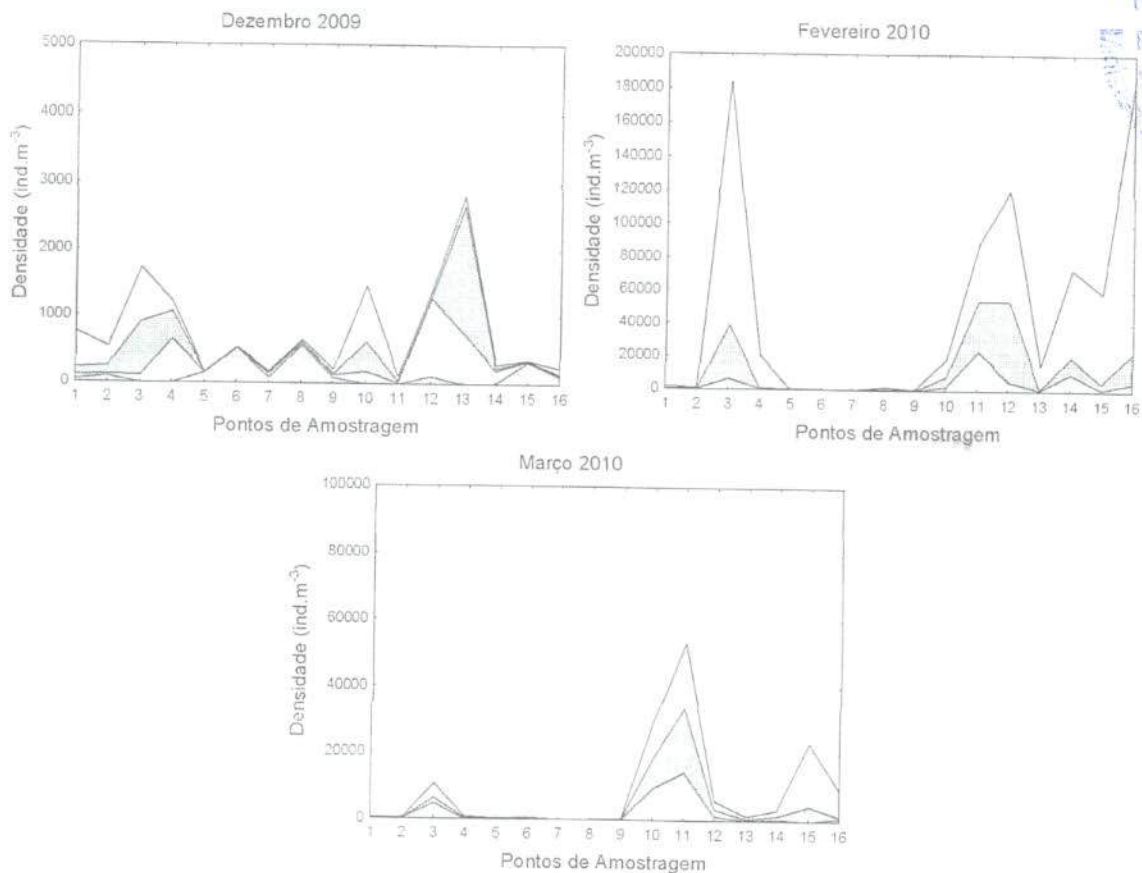 Dezembro 2009
5000
4000
3000
2000
1000
0
Densidade (ind.m⁻³)
1 2 3 4 5 6 7 8 9 10 11 12 13 14 15 16
Pontos de Amostragem
Fevereiro 2010
200000
180000
160000
140000
120000
100000
80000
60000
40000
20000
0
Densidade (ind.m⁻³)
1 2 3 4 5 6 7 8 9 10 11 12 13 14 15 16
Pontos de Amostragem
Março 2010
100000
80000
60000
40000
20000
0
Densidade (ind.m⁻³)
1 2 3 4 5 6 7 8 9 10 11 12 13 14 15 16
Pontos de Amostragem